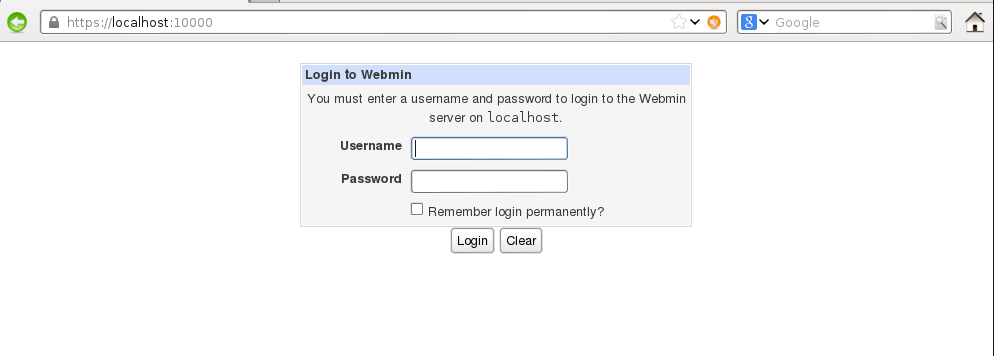 https://localhost:10000
Google
Login to Webmin
You must enter a username and password to login to the Webmin
server on localhost.
Username
Password
Remember login permanently?
Login Clear